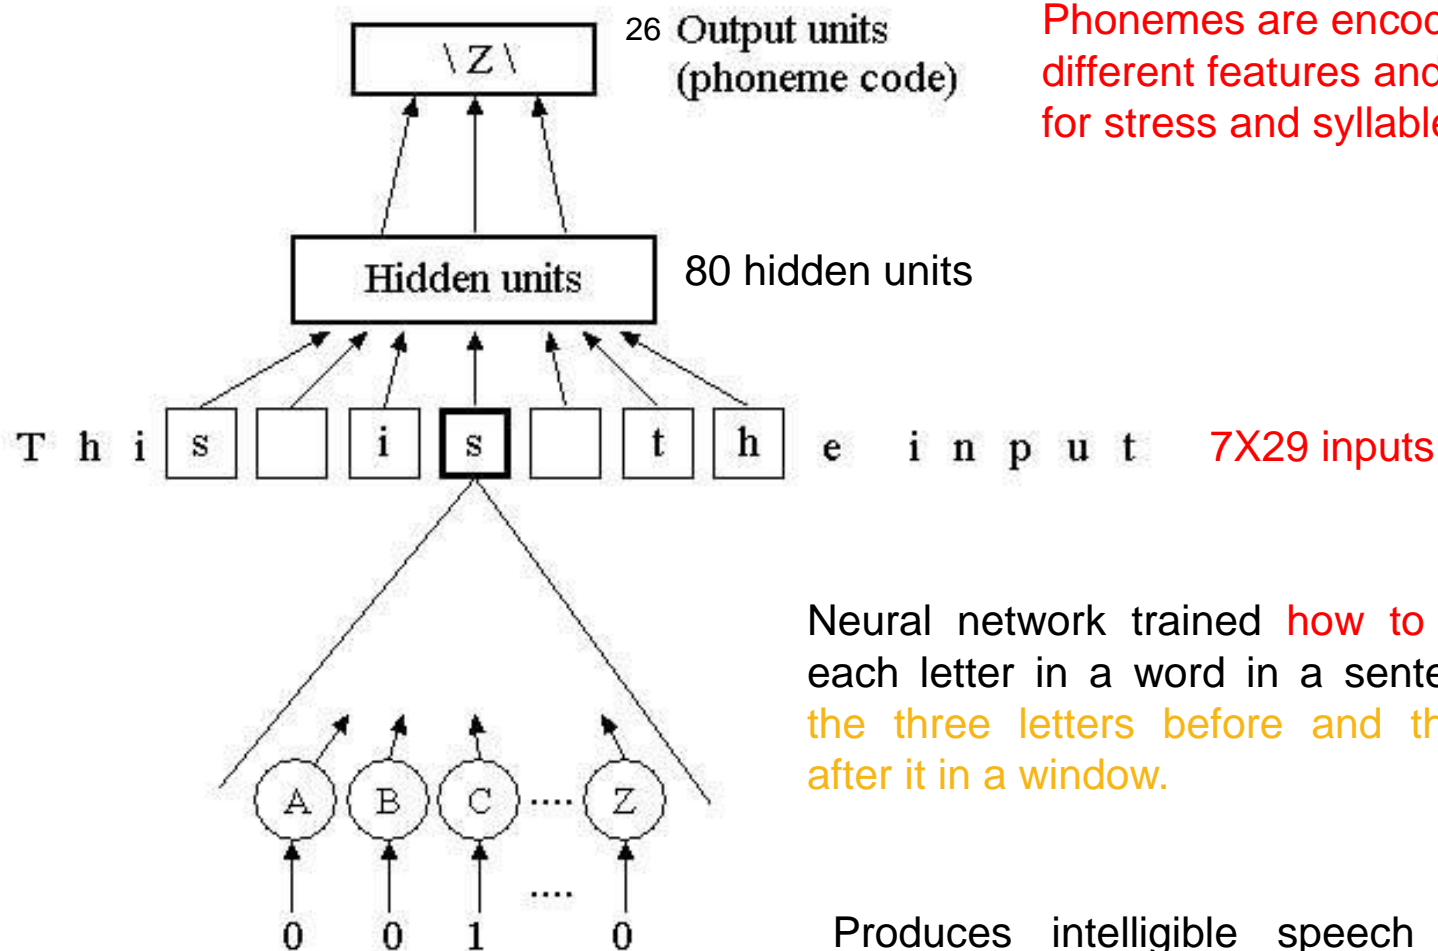 26 Output units
(phoneme code)
\ Z \
Phonemes are encod
different features and
for stress and syllable
Hidden units
80 hidden units
T h i s i s t h e i n p u t
7X29 inputs
Neural network trained how to
each letter in a word in a sente
the three letters before and th
after it in a window.
A B C .... Z
....
0 0 1 0
Produces intelligible speech